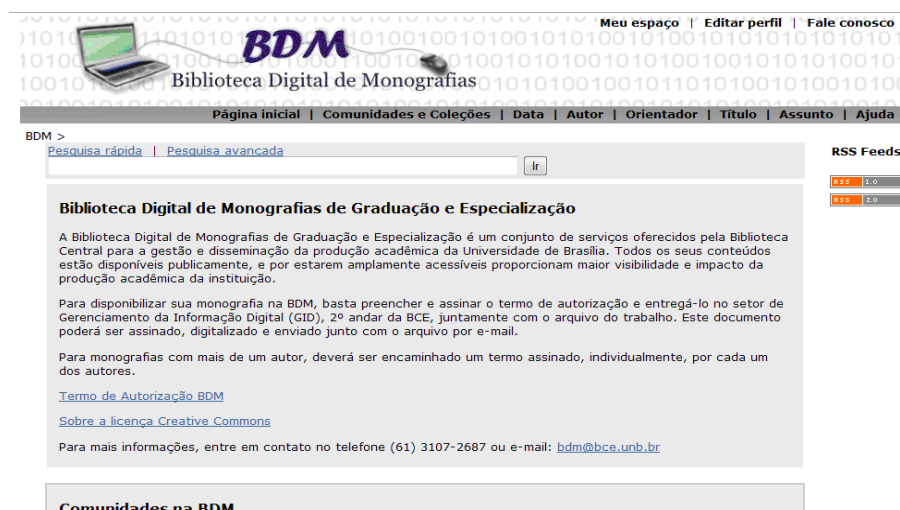 Meu espaço | Editar perfil | Fale conosco
BDM
Biblioteca Digital de Monografias
Página inicial | Comunidades e Coleções | Data | Autor | Orientador | Título | Assunto | Ajuda
BDM >
Pesquisa rápida | Pesquisa avançada
Ir
RSS Feeds
RSS 1.0
RSS 2.0
Biblioteca Digital de Monografias de Graduação e Especialização
A Biblioteca Digital de Monografias de Graduação e Especialização é um conjunto de serviços oferecidos pela Biblioteca
Central para a gestão e disseminação da produção acadêmica da Universidade de Brasília. Todos os seus conteúdos
estão disponíveis publicamente, e por estarem amplamente acessíveis proporcionam maior visibilidade e impacto da
produção acadêmica da instituição.
Para disponibilizar sua monografia na BDM, basta preencher e assinar o termo de autorização e entregá-lo no setor de
Gerenciamento da Informação Digital (GID), 2º andar da BCE, juntamente com o arquivo do trabalho. Este documento
poderá ser assinado, digitalizado e enviado junto com o arquivo por e-mail.
Para monografias com mais de um autor, deverá ser encaminhado um termo assinado, individualmente, por cada um
dos autores.
Termo de Autorização BDM
Sobre a licença Creative Commons
Para mais informações, entre em contato no telefone (61) 3107-2687 ou e-mail: bdm@bce.unb.br
Comunidades na BDM